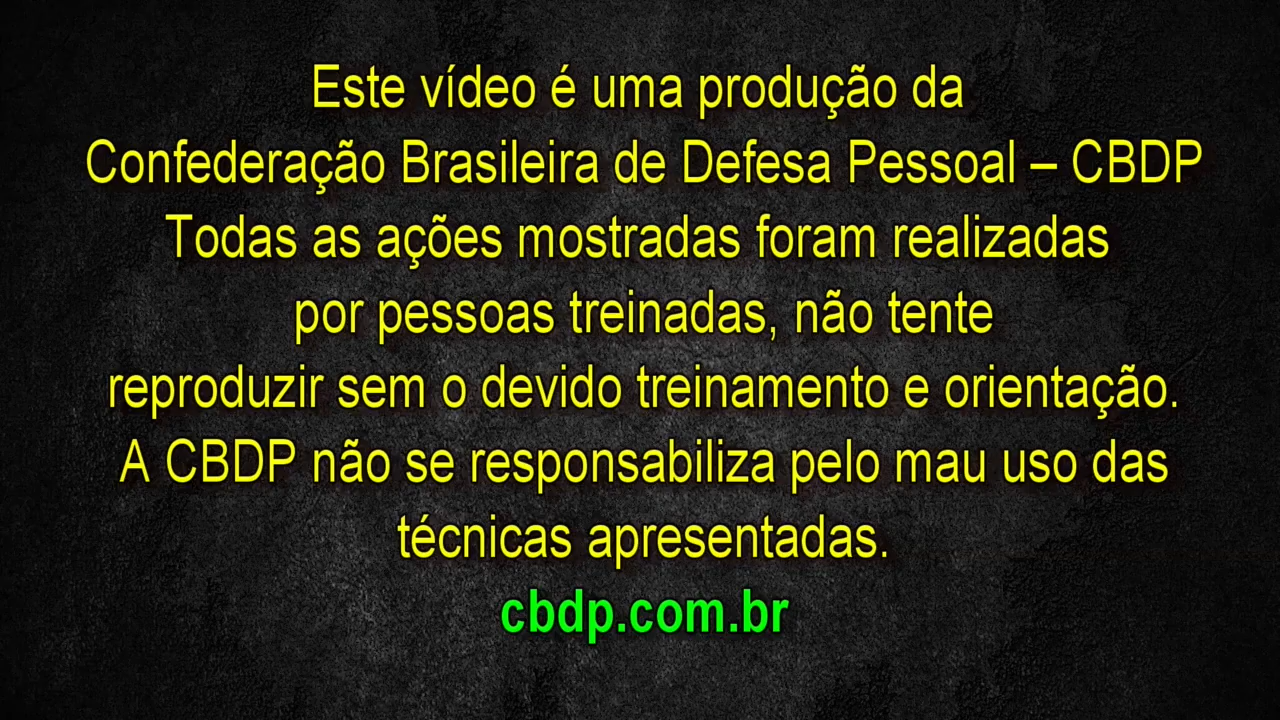 Este vídeo é uma produção da
Confederação Brasileira de Defesa Pessoal – CBDP
Todas as ações mostradas foram realizadas
por pessoas treinadas, não tente
reproduzir sem o devido treinamento e orientação.
A CBDP não se responsabiliza pelo mau uso das
técnicas apresentadas.
cbdp.com.br